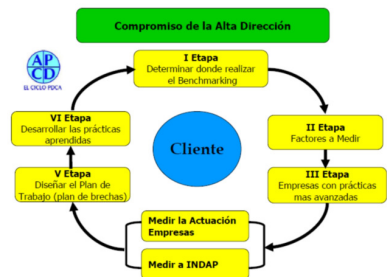 Compromiso de la Alta Dirección
A P
C D
EL CICLO PDCA
I Etapa
Determinar donde realizar
el Benchmarking
II Etapa
Factores a Medir
III Etapa
Empresas con prácticas
mas avanzadas
Medir la Actuación
Empresas
Medir a INDAP
V Etapa
Diseñar el Plan de
Trabajo (plan de brechas)
VI Etapa
Desarrollar las prácticas
aprendidas
Cliente